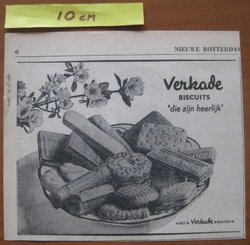 10 cm
6 NIEUWE ROTTERDAM
Verkade
BISCUITS
"die zijn heerlijk"
Verkade